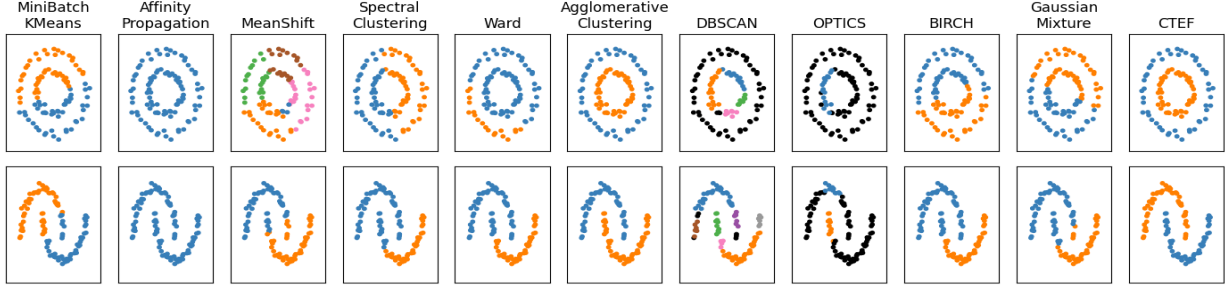 MiniBatch
KMeans
Affinity
Propagation
MeanShift
Spectral
Clustering
Ward
Agglomerative
Clustering
DBSCAN
OPTICS
BIRCH
Gaussian
Mixture
CTEF